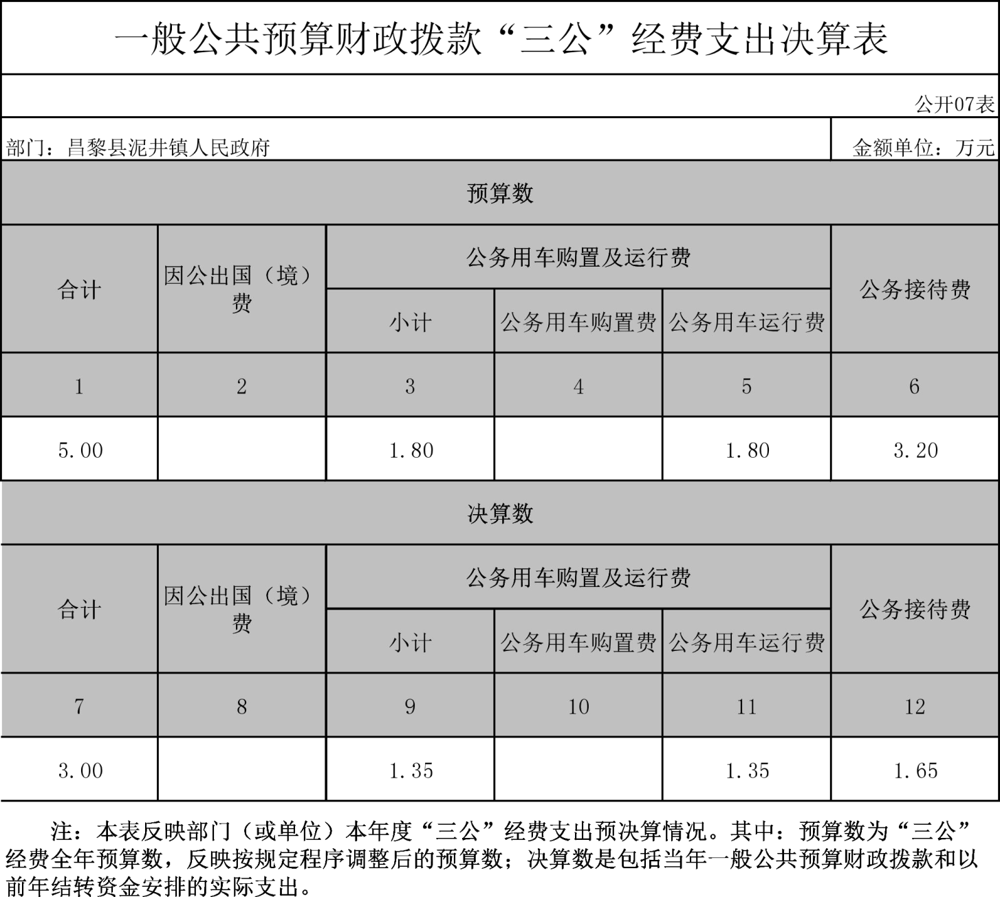 一般公共预算财政拨款“三公”经费支出决算表
公开07表
部门：昌黎县泥井镇人民政府 金额单位：万元
预算数
合计 因公出国（境）费 公务用车购置及运行费 公务接待费
小计 公务用车购置费 公务用车运行费
1 2 3 4 5 6
5.00 1.80 1.80 3.20
决算数
合计 因公出国（境）费 公务用车购置及运行费 公务接待费
小计 公务用车购置费 公务用车运行费
7 8 9 10 11 12
3.00 1.35 1.35 1.65
注：本表反映部门（或单位）本年度“三公”经费支出预决算情况。其中：预算数为“三公”
经费全年预算数，反映按规定程序调整后的预算数；决算数是包括当年一般公共预算财政拨款和以
前年结转资金安排的实际支出。